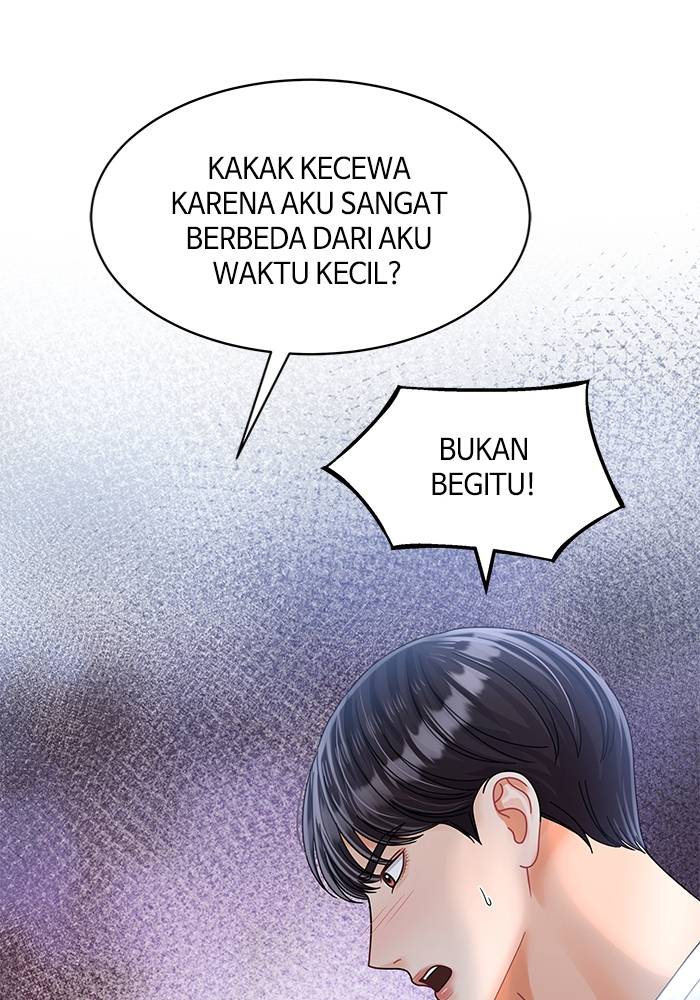 KAKAK KECEWA
KARENA AKU SANGAT
BERBEDA DARI AKU
WAKTU KECIL?
BUKAN
BEGITU!